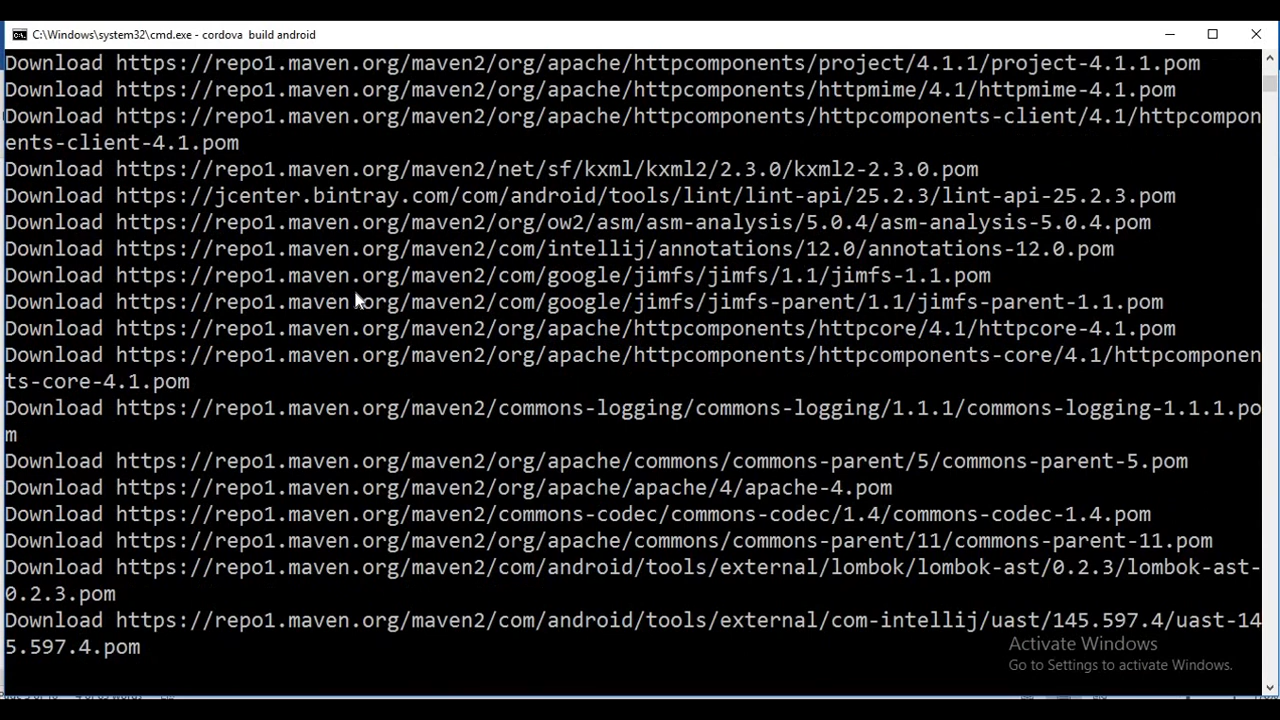 C:\Windows\system32\cmd.exe - cordova  build android
Download https://repo1.maven.org/maven2/org/apache/httpcomponents/project/4.1.1/project-4.1.1.pom
Download https://repo1.maven.org/maven2/org/apache/httpcomponents/httpmime/4.1/httpmime-4.1.pom
Download https://repo1.maven.org/maven2/org/apache/httpcomponents/httpcomponents-client/4.1/httpcompon
ents-client-4.1.pom
Download https://repo1.maven.org/maven2/net/sf/kxml/kxml2/2.3.0/kxml2-2.3.0.pom
Download https://jcenter.bintray.com/com/android/tools/lint/lint-api/25.2.3/lint-api-25.2.3.pom
Download https://repo1.maven.org/maven2/org/ow2/asm/asm-analysis/5.0.4/asm-analysis-5.0.4.pom
Download https://repo1.maven.org/maven2/com/intellij/annotations/12.0/annotations-12.0.pom
Download https://repo1.maven.org/maven2/com/google/jimfs/jimfs/1.1/jimfs-1.1.pom
Download https://repo1.maven.org/maven2/com/google/jimfs/jimfs-parent/1.1/jimfs-parent-1.1.pom
Download https://repo1.maven.org/maven2/org/apache/httpcomponents/httpcore/4.1/httpcore-4.1.pom
Download https://repo1.maven.org/maven2/org/apache/httpcomponents/httpcomponents-core/4.1/httpcomponen
ts-core-4.1.pom
Download https://repo1.maven.org/maven2/commons-logging/commons-logging/1.1.1/commons-logging-1.1.1.po
m
Download https://repo1.maven.org/maven2/org/apache/commons/commons-parent/5/commons-parent-5.pom
Download https://repo1.maven.org/maven2/org/apache/apache/4/apache-4.pom
Download https://repo1.maven.org/maven2/commons-codec/commons-codec/1.4/commons-codec-1.4.pom
Download https://repo1.maven.org/maven2/org/apache/commons/commons-parent/11/commons-parent-11.pom
Download https://repo1.maven.org/maven2/com/android/tools/external/lombok/lombok-ast/0.2.3/lombok-ast-
0.2.3.pom
Download https://repo1.maven.org/maven2/com/android/tools/external/com-intellij/uast/145.597.4/uast-14
5.597.4.pom
Activate Windows
Go to Settings to activate Windows.